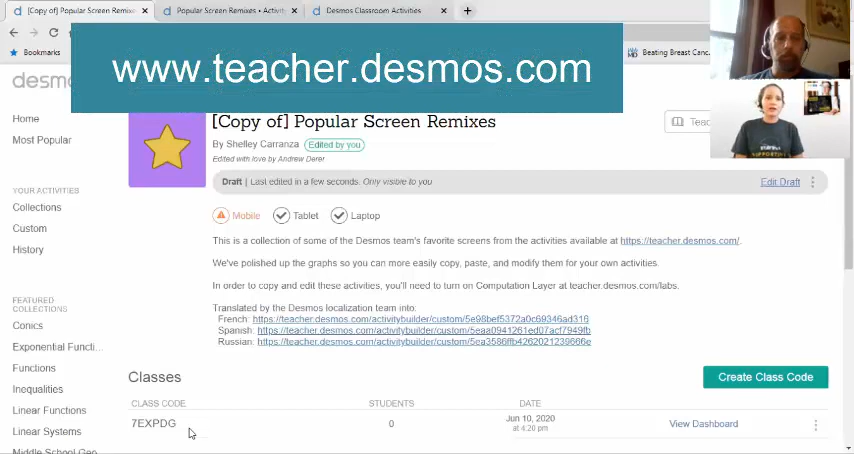 [Copy of] Popular Screen Remixes
Popular Screen Remixes • Activit
Desmos Classroom Activities
Bookmarks
www.teacher.desmos.com
Beating Breast Canc..
desmo
Home
Most Popular
YOUR ACTIVITIES
Collections
Custom
History
FEATURED
COLLECTIONS
Conics
Exponential Functi...
Functions
Inequalities
Linear Functions
Linear Systems
Middle School Geo
[Copy of] Popular Screen Remixes
Teac
By Shelley Carranza Edited by you
Edited with love by Andrew Derer
Draft | Last edited in a few seconds. Only visible to you
Edit Draft
Mobile Tablet Laptop
This is a collection of some of the Desmos team's favorite screens from the activities available at https://teacher.desmos.com/.
We've polished up the graphs so you can more easily copy, paste, and modify them for your own activities.
In order to copy and edit these activities, you'll need to turn on Computation Layer at teacher.desmos.com/labs.
Translated by the Desmos localization team into:
French: https://teacher.desmos.com/activitybuilder/custom/5e98bef5372a0c69346ad316
Spanish: https://teacher.desmos.com/activitybuilder/custom/5eaa0941261ed07acf7949fb
Russian: https://teacher.desmos.com/activitybuilder/custom/5ea3586ffb4262021239666e
Classes
Create Class Code
CLASS CODE STUDENTS DATE
7EXPDG 0 Jun 10, 2020
at 4:20 pm
View Dashboard